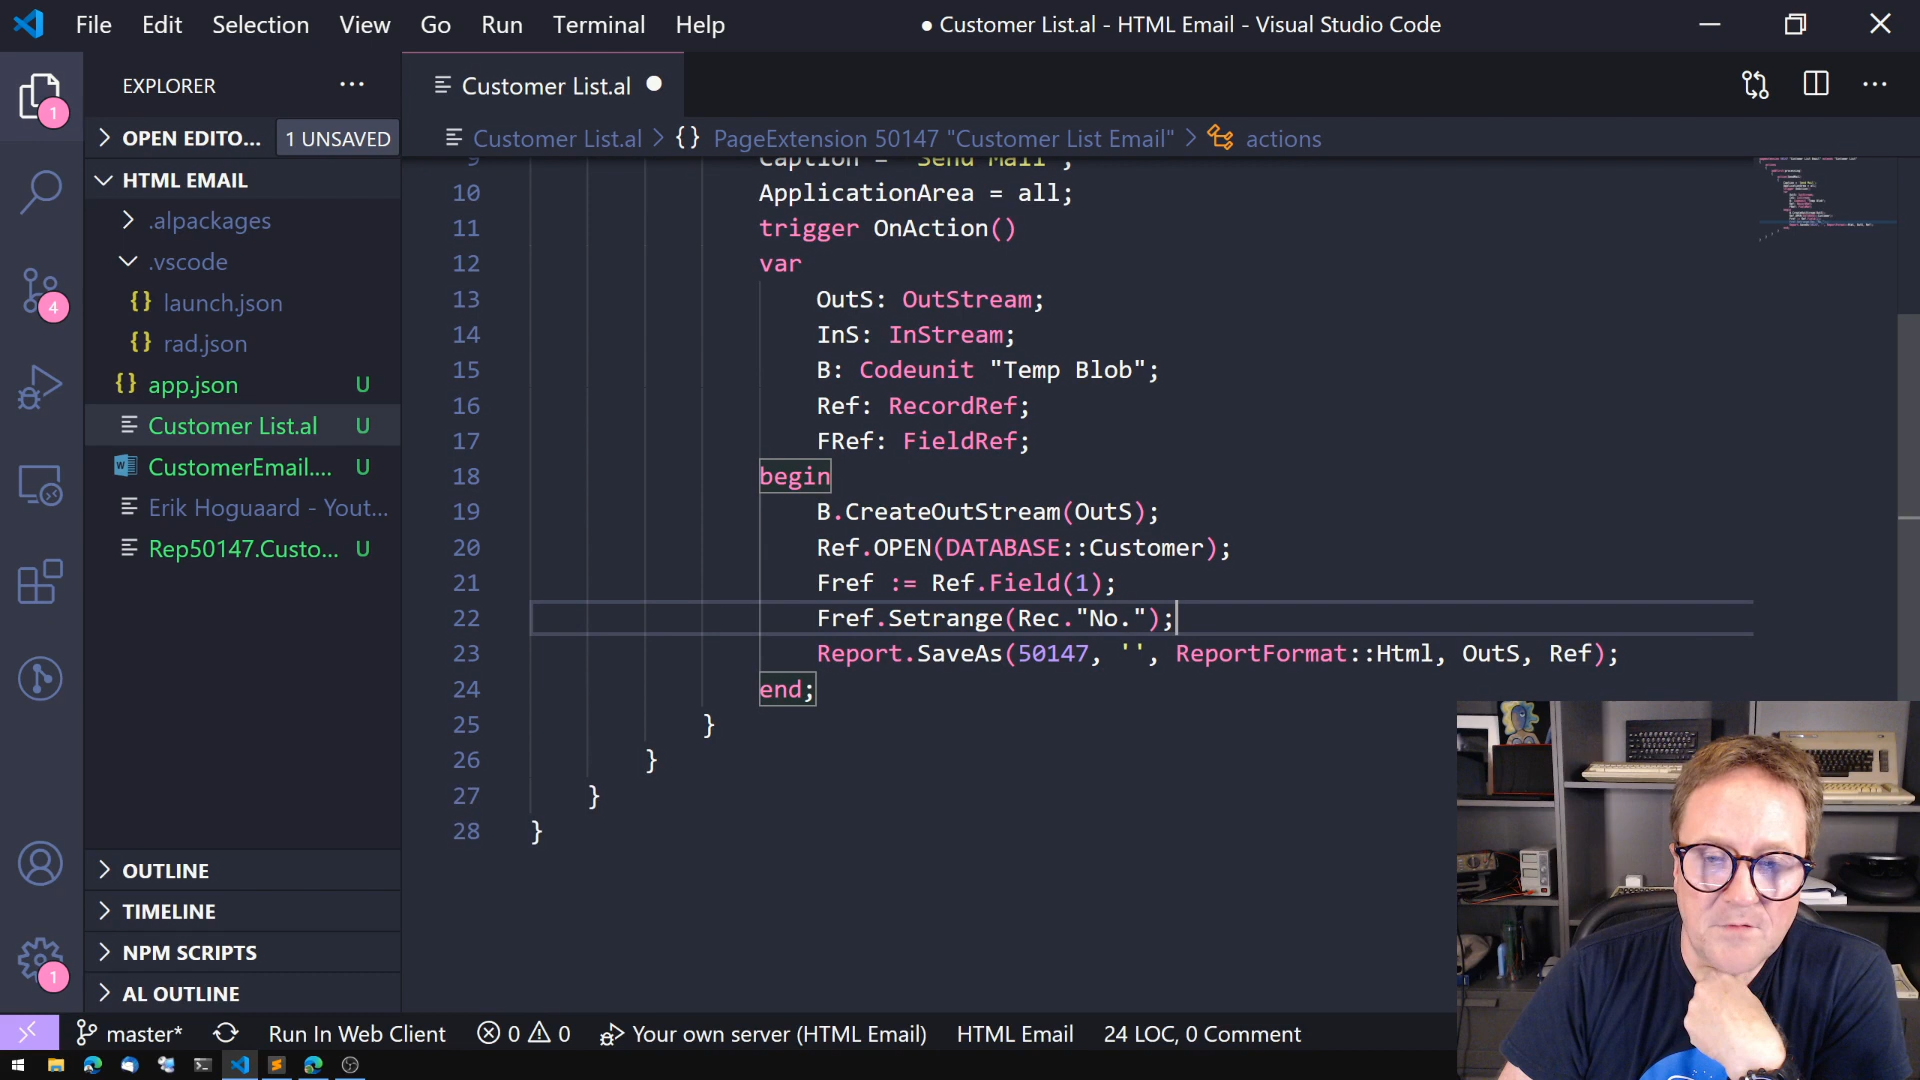 File Edit Selection View Go Run Terminal Help
● Customer List.al - HTML Email - Visual Studio Code
EXPLORER
Customer List.al
OPEN EDITO... 1 UNSAVED
Customer List.al > {} PageExtension 50147 "Customer List Email" > actions
HTML EMAIL
.alpackages
.vscode
{} launch.json
{} rad.json
{} app.json U
Customer List.al U
CustomerEmail.... U
Erik Hoguaard - Yout...
Rep50147.Custo... U
OUTLINE
TIMELINE
NPM SCRIPTS
AL OUTLINE
1
4
1
9 Caption = 'Send Mail';
10 ApplicationArea = all;
11 trigger OnAction()
12 var
13 OutS: OutStream;
14 InS: InStream;
15 B: Codeunit "Temp Blob";
16 Ref: RecordRef;
17 FRef: FieldRef;
18 begin
19 B.CreateOutStream(OutS);
20 Ref.OPEN(DATABASE::Customer);
21 Fref := Ref.Field(1);
22 Fref.Setrange(Rec."No.");
23 Report.SaveAs(50147, '', ReportFormat::Html, OutS, Ref);
24 end;
25 }
26 }
27 }
28 }
master* Run In Web Client 0 0 Your own server (HTML Email) HTML Email 24 LOC, 0 Comment